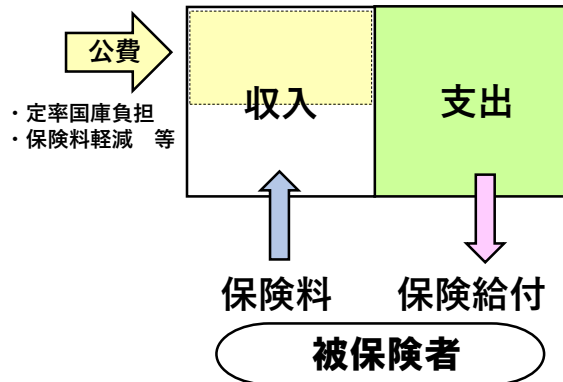 公費
・定率国庫負担
・保険料軽減　等
収入
支出
保険料
保険給付
被保険者